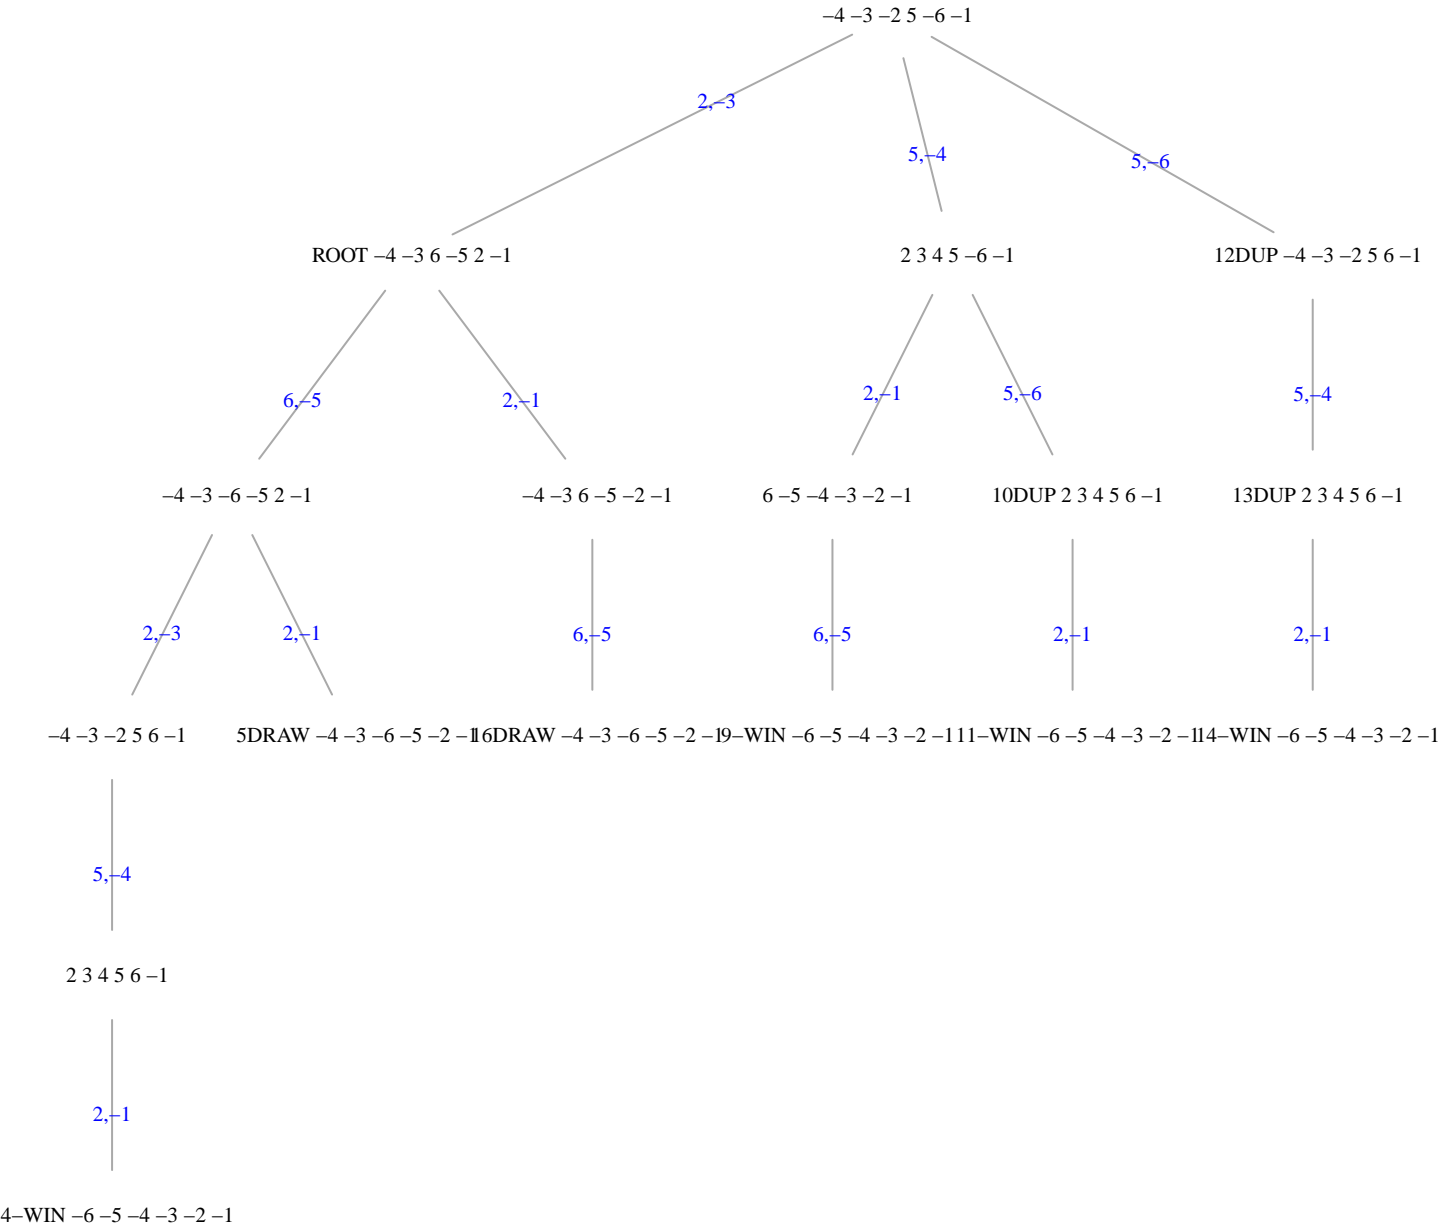 −4 −3 −2 5 −6 −1
2,−3
5,−4
5,−6
ROOT −4 −3 6 −5 2 −1
2 3 4 5 −6 −1
12DUP −4 −3 −2 5 6 −1
6,−5
2,−1
2,−1
5,−6
5,−4
−4 −3 −6 −5 2 −1
−4 −3 6 −5 −2 −1
6 −5 −4 −3 −2 −1
10DUP 2 3 4 5 6 −1
13DUP 2 3 4 5 6 −1
2,−3
2,−1
6,−5
6,−5
2,−1
2,−1
−4 −3 −2 5 6 −1
5DRAW −4 −3 −6 −5 −2 −1
16DRAW −4 −3 −6 −5 −2 −1
9−WIN −6 −5 −4 −3 −2 −1
11−WIN −6 −5 −4 −3 −2 −1
14−WIN −6 −5 −4 −3 −2 −1
5,−4
2 3 4 5 6 −1
2,−1
4−WIN −6 −5 −4 −3 −2 −1